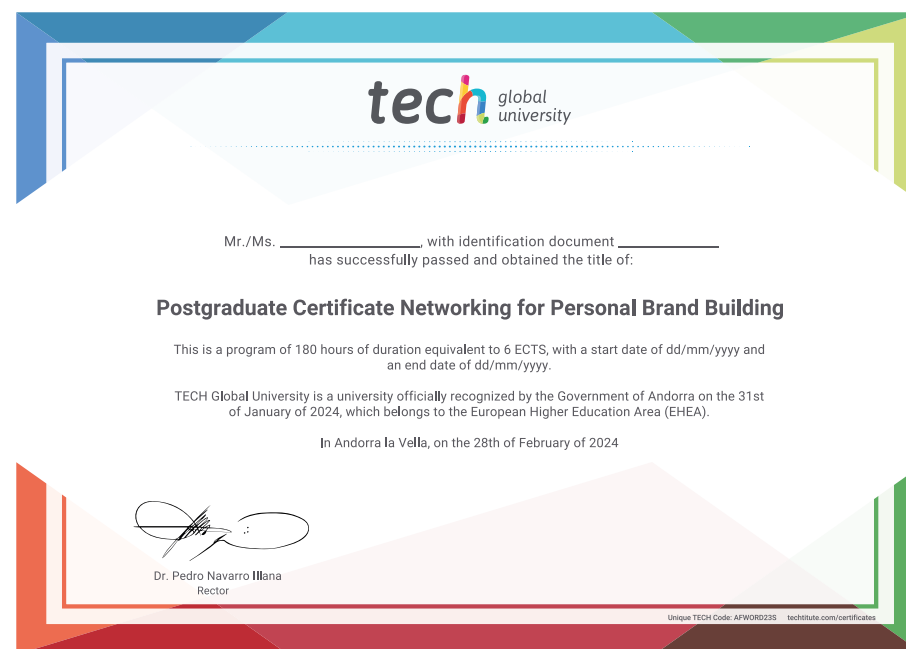 tech global university
Mr./Ms. ____________________, with identification document ______________
has successfully passed and obtained the title of:
Postgraduate Certificate Networking for Personal Brand Building
This is a program of 180 hours of duration equivalent to 6 ECTS, with a start date of dd/mm/yyyy and
an end date of dd/mm/yyyy.
TECH Global University is a university officially recognized by the Government of Andorra on the 31st
of January of 2024, which belongs to the European Higher Education Area (EHEA).
In Andorra la Vella, on the 28th of February of 2024
Dr. Pedro Navarro Illana
Rector
Unique TECH Code: AFWORD23S techtitute.com/certificates